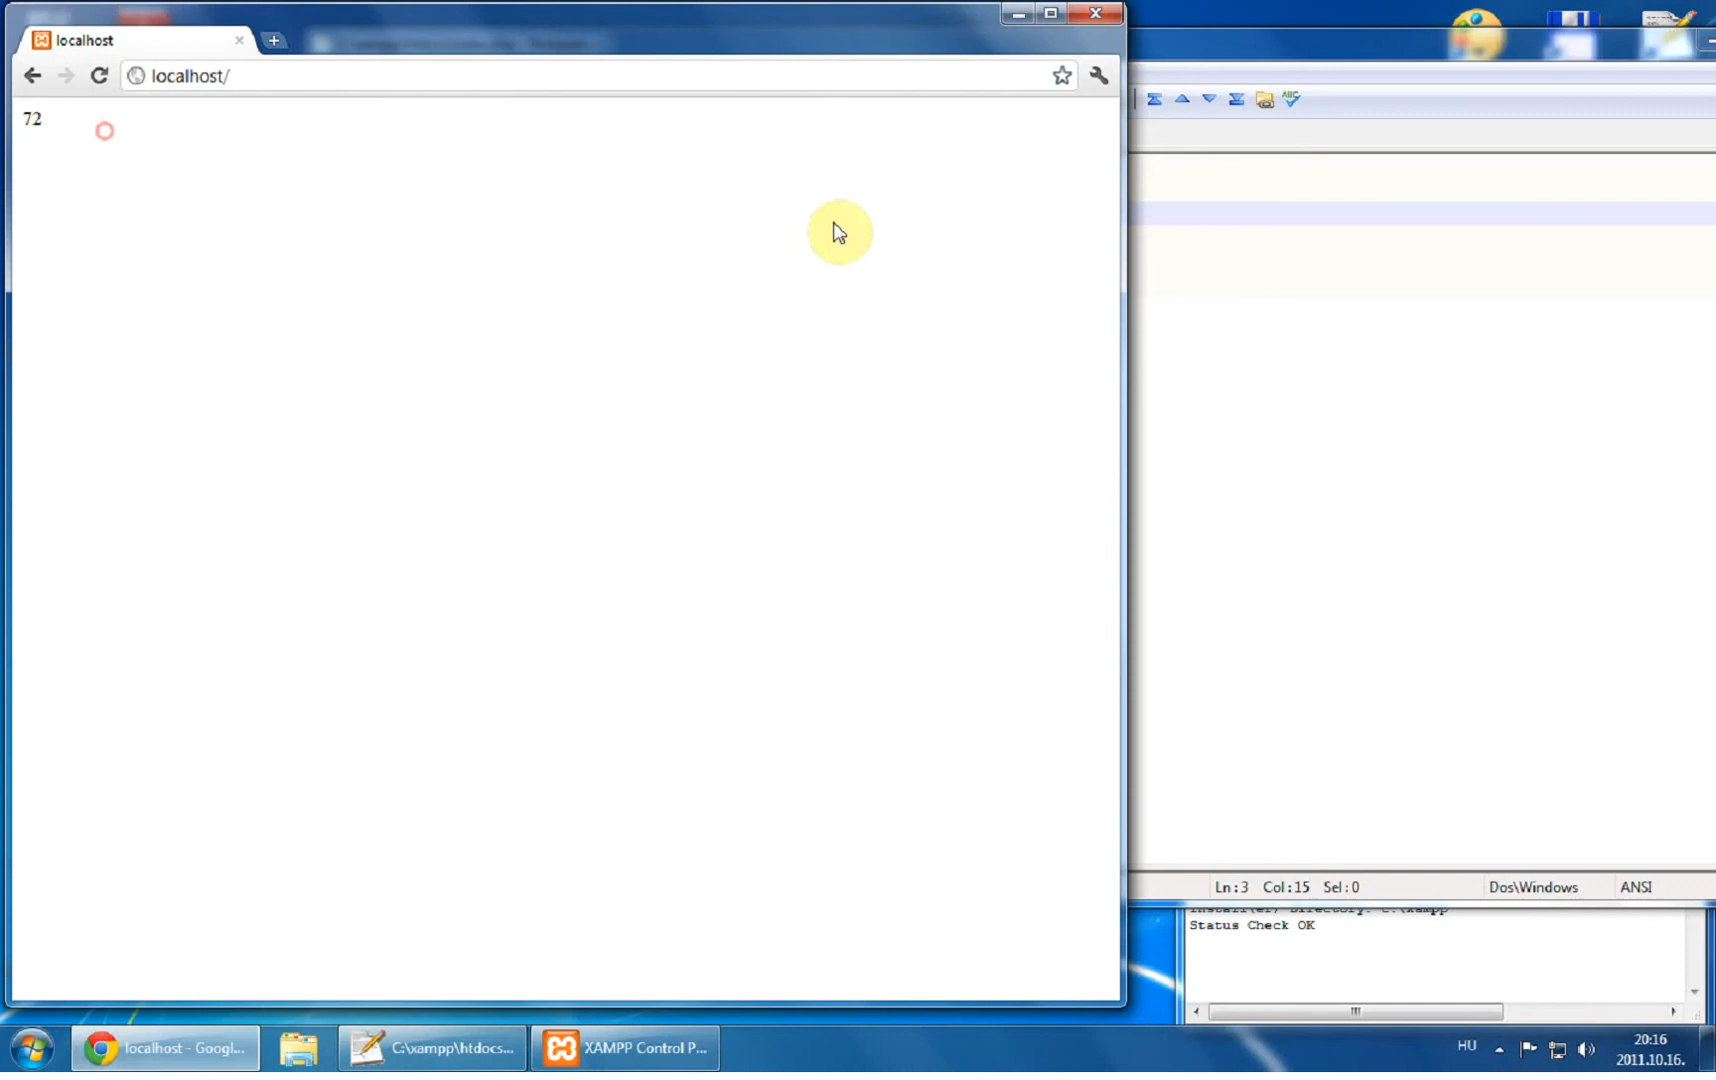 localhost
localhost/
72
ABC
Ln:3 Col:15 Sel:0 Dos\Windows ANSI
Status Check OK
localhost - Googl...
C:\xampp\htdocs...
XAMPP Control P...
HU
20:16
2011.10.16.